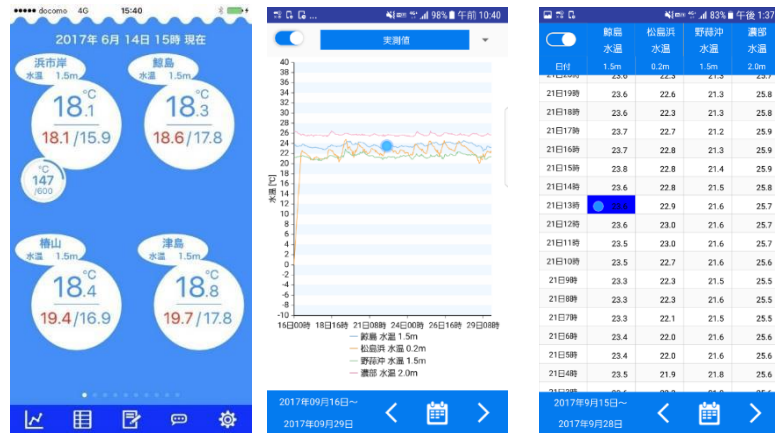 docomo 4G 15:40
2017年 6月 14日 15時 現在
浜市岸
水温 1.5m
℃
18.1
18.1/15.9
鮫島
水温 1.5m
℃
18.3
18.6/17.8
℃
147
/600
椿山
水温 1.5m
℃
18.4
19.4/16.9
津島
水温 1.5m
℃
18.8
19.7/17.8
98% 午前 10:40
実測値
水温 [℃]
40
38
36
34
32
30
28
26
24
22
20
18
16
14
12
10
8
6
4
2
0
-2
-4
-6
-8
-10
16日00時 18日16時 21日08時 24日00時 26日16時 29日08時
鮫島 水温 1.5m
松島浜 水温 0.2m
野蒜沖 水温 1.5m
濃部 水温 2.0m
2017年09月16日~
2017年09月29日
83% 午後 1:37
鮫島 松島浜 野蒜沖 濃部
水温 水温 水温 水温
日付 1.5m 0.2m 1.5m 2.0m
21日19時 23.6 22.6 21.3 25.8
21日18時 23.6 22.3 21.3 25.8
21日17時 23.7 22.7 21.2 25.9
21日16時 23.7 22.8 21.3 25.9
21日15時 23.8 22.8 21.4 25.9
21日14時 23.6 22.8 21.5 25.8
21日13時 23.6 22.9 21.6 25.7
21日12時 23.6 23.0 21.6 25.7
21日11時 23.5 23.0 21.6 25.7
21日10時 23.5 22.7 21.6 25.6
21日9時 23.3 22.3 21.5 25.5
21日8時 23.3 22.3 21.6 25.5
21日7時 23.3 22.1 21.5 25.5
21日6時 23.4 22.0 21.6 25.6
21日5時 23.4 22.0 21.6 25.6
21日4時 23.5 21.9 21.8 25.6
2017年9月15日~
2017年9月28日